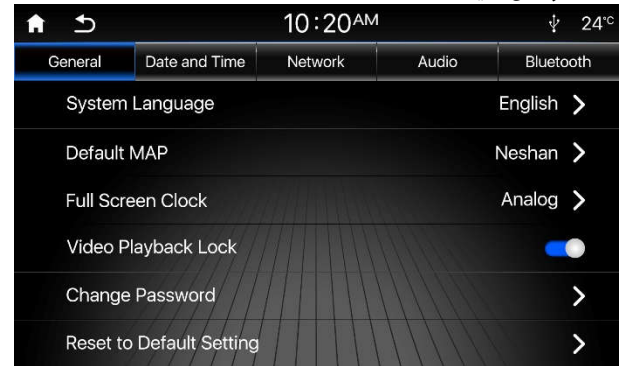 10:20AM 24°C
General Date and Time Network Audio Bluetooth
System Language English
Default MAP Neshan
Full Screen Clock Analog
Video Playback Lock
Change Password
Reset to Default Setting